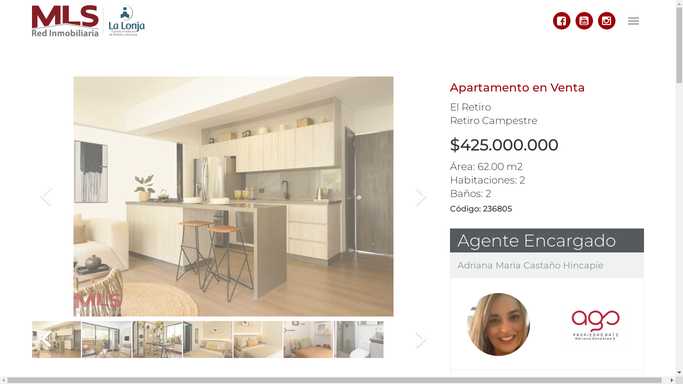 MLS
Red Inmobiliaria
La Lonja
Apartamento en Venta
El Retiro
Retiro Campestre
$425.000.000
Área: 62.00 m2
Habitaciones: 2
Baños: 2
Código: 236805
Agente Encargado
Adriana Maria Castaño Hincapie
MLS